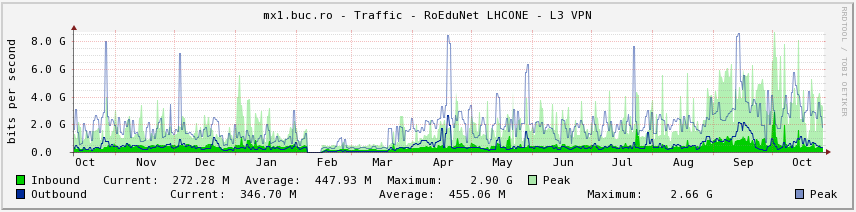 mx1.buc.ro - Traffic - RoEduNet LHCONE - L3 VPN
RRDTOOL / TOBI OETIKER
bits per second
8.0 G
6.0 G
4.0 G
2.0 G
0.0
Oct Nov Dec Jan Feb Mar Apr May Jun Jul Aug Sep Oct
Inbound Current: 272.28 M Average: 447.93 M Maximum: 2.90 G Peak
Outbound Current: 346.70 M Average: 455.06 M Maximum: 2.66 G Peak